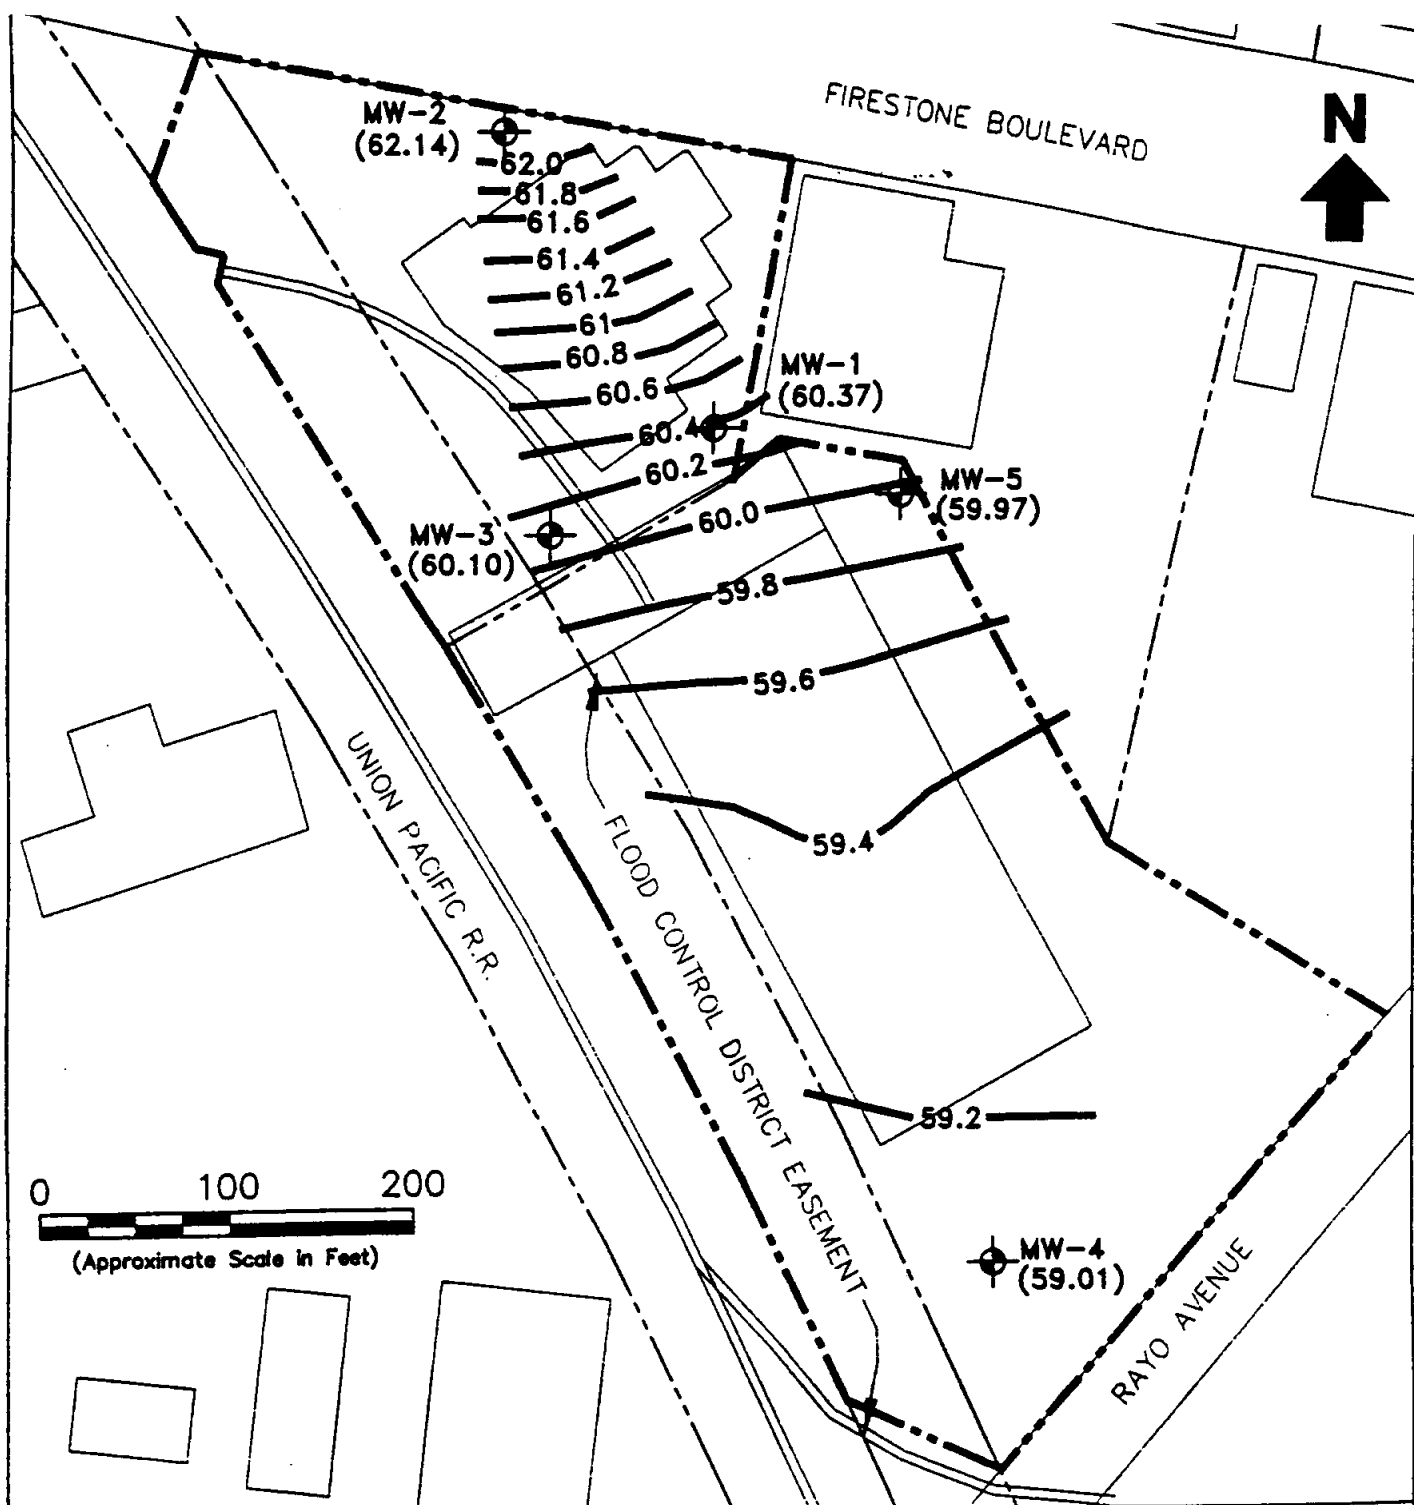 FIRESTONE BOULEVARD
N
MW-2
(62.14)
62.0
61.8
61.6
61.4
61.2
61
60.8
60.6
MW-1
(60.37)
60.4
60.2
MW-5
(59.97)
60.0
MW-3
(60.10)
59.8
59.6
59.4
UNION PACIFIC R.R.
FLOOD CONTROL DISTRICT EASEMENT
59.2
0 100 200
(Approximate Scale in Feet)
MW-4
(59.01)
RAYO AVENUE